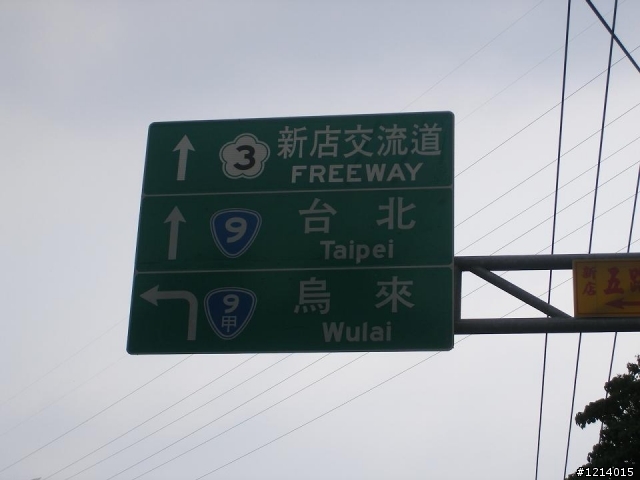 3 新店交流道
FREEWAY
9 台北
Taipei
9甲 烏來
Wulai
新店
五
#1214015